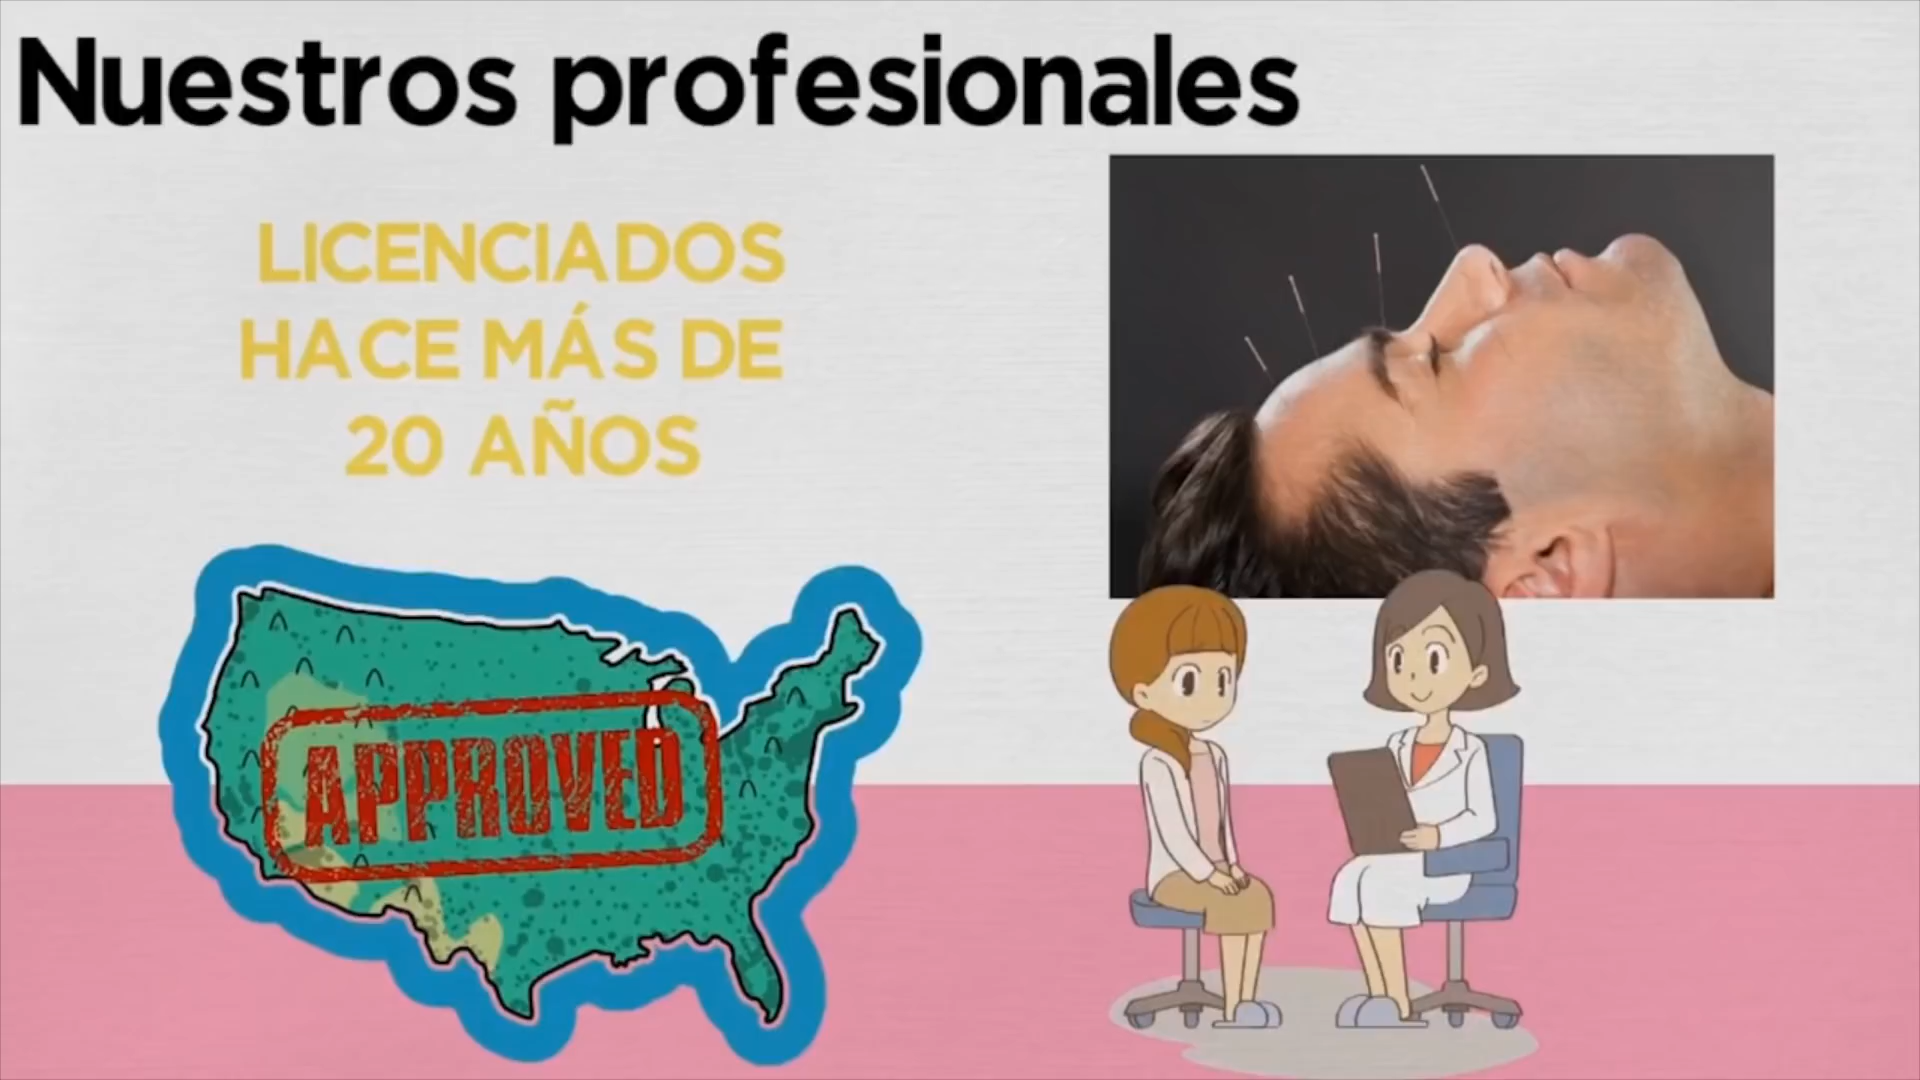 Nuestros profesionales
LICENCIADOS
HACE MÁS DE
20 AÑOS
APPROVED